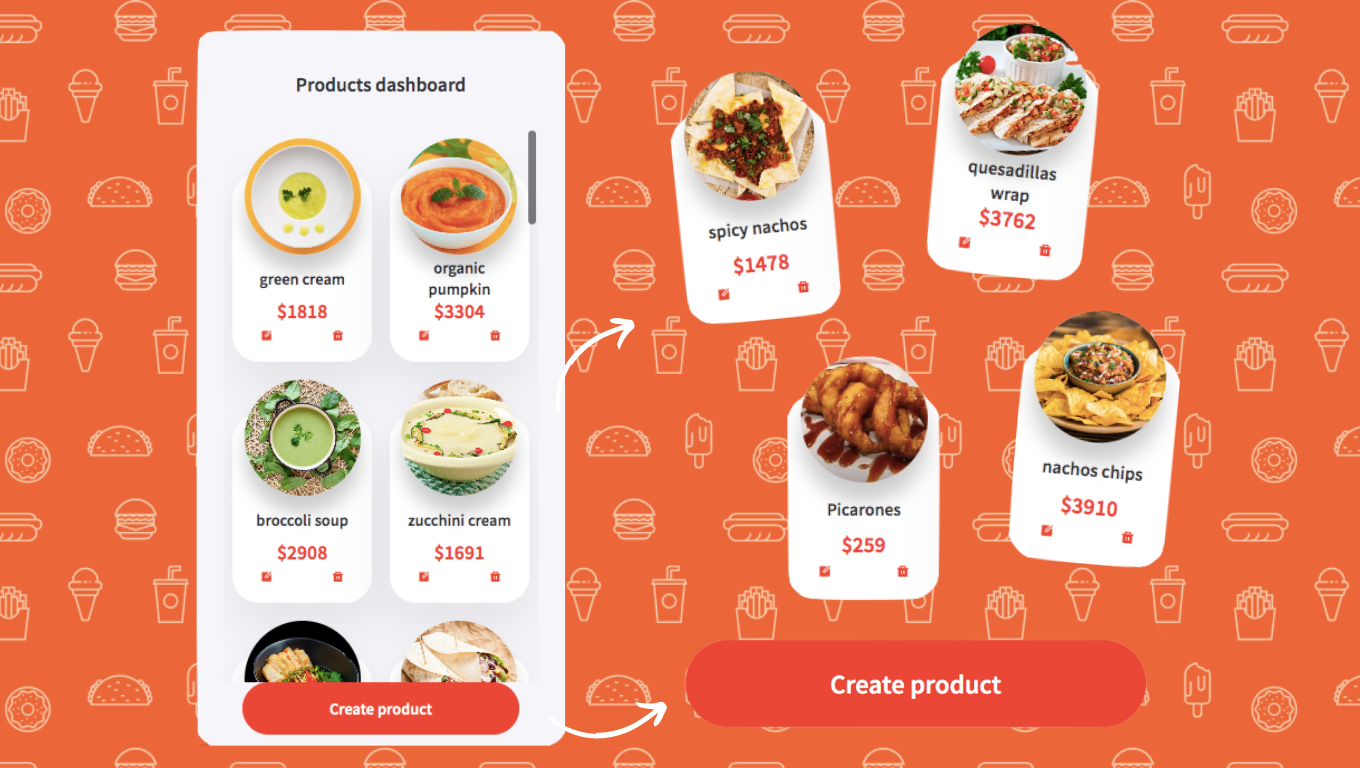 Products dashboard
green cream
$1818
organic
pumpkin
$3304
broccoli soup
$2908
zucchini cream
$1691
Create product
spicy nachos
$1478
quesadillas
wrap
$3762
Picarones
$259
nachos chips
$3910
Create product